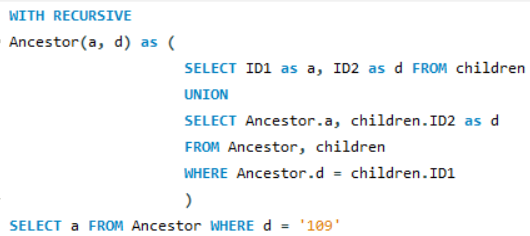 WITH RECURSIVE
Ancestor(a, d) as (
SELECT ID1 as a, ID2 as d FROM children
UNION
SELECT Ancestor.a, children.ID2 as d
FROM Ancestor, children
WHERE Ancestor.d = children.ID1
)
SELECT a FROM Ancestor WHERE d = '109'